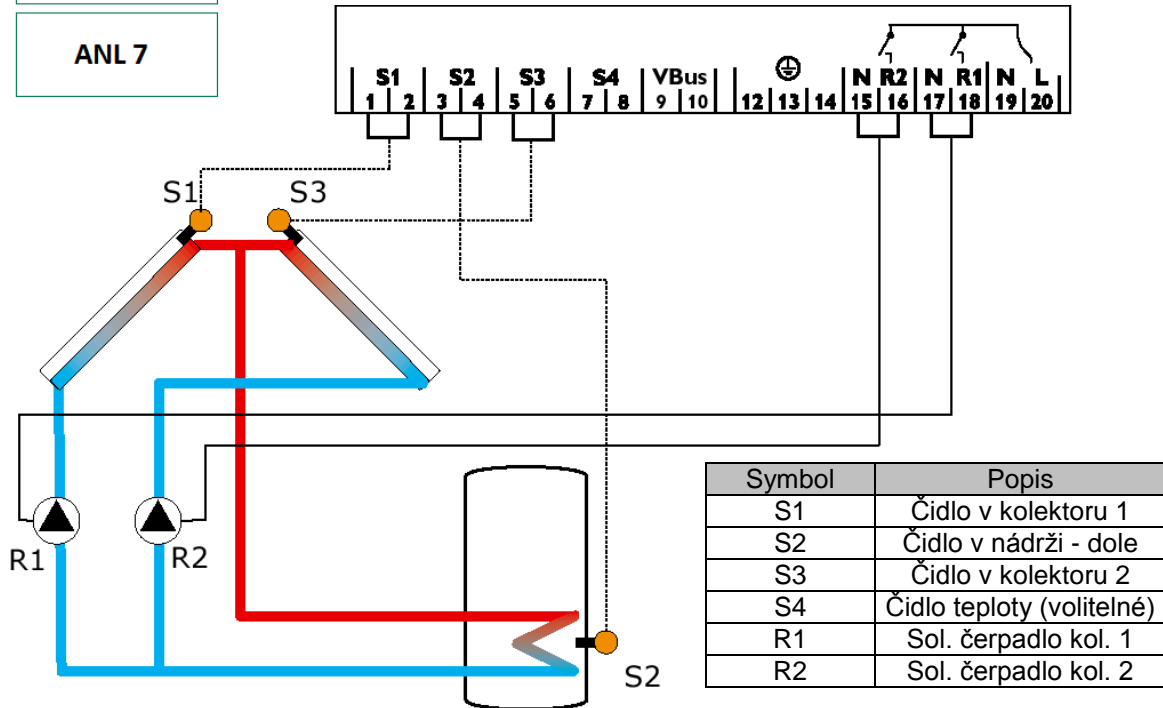 ANL 7
S1 S2 S3 S4 VBus N R2 N R1 N L
1 2 3 4 5 6 7 8 9 10 12 13 14 15 16 17 18 19 20
S1 S3
R1 R2
S2
Symbol Popis
S1 Čidlo v kolektoru 1
S2 Čidlo v nádrži - dole
S3 Čidlo v kolektoru 2
S4 Čidlo teploty (volitelné)
R1 Sol. čerpadlo kol. 1
R2 Sol. čerpadlo kol. 2